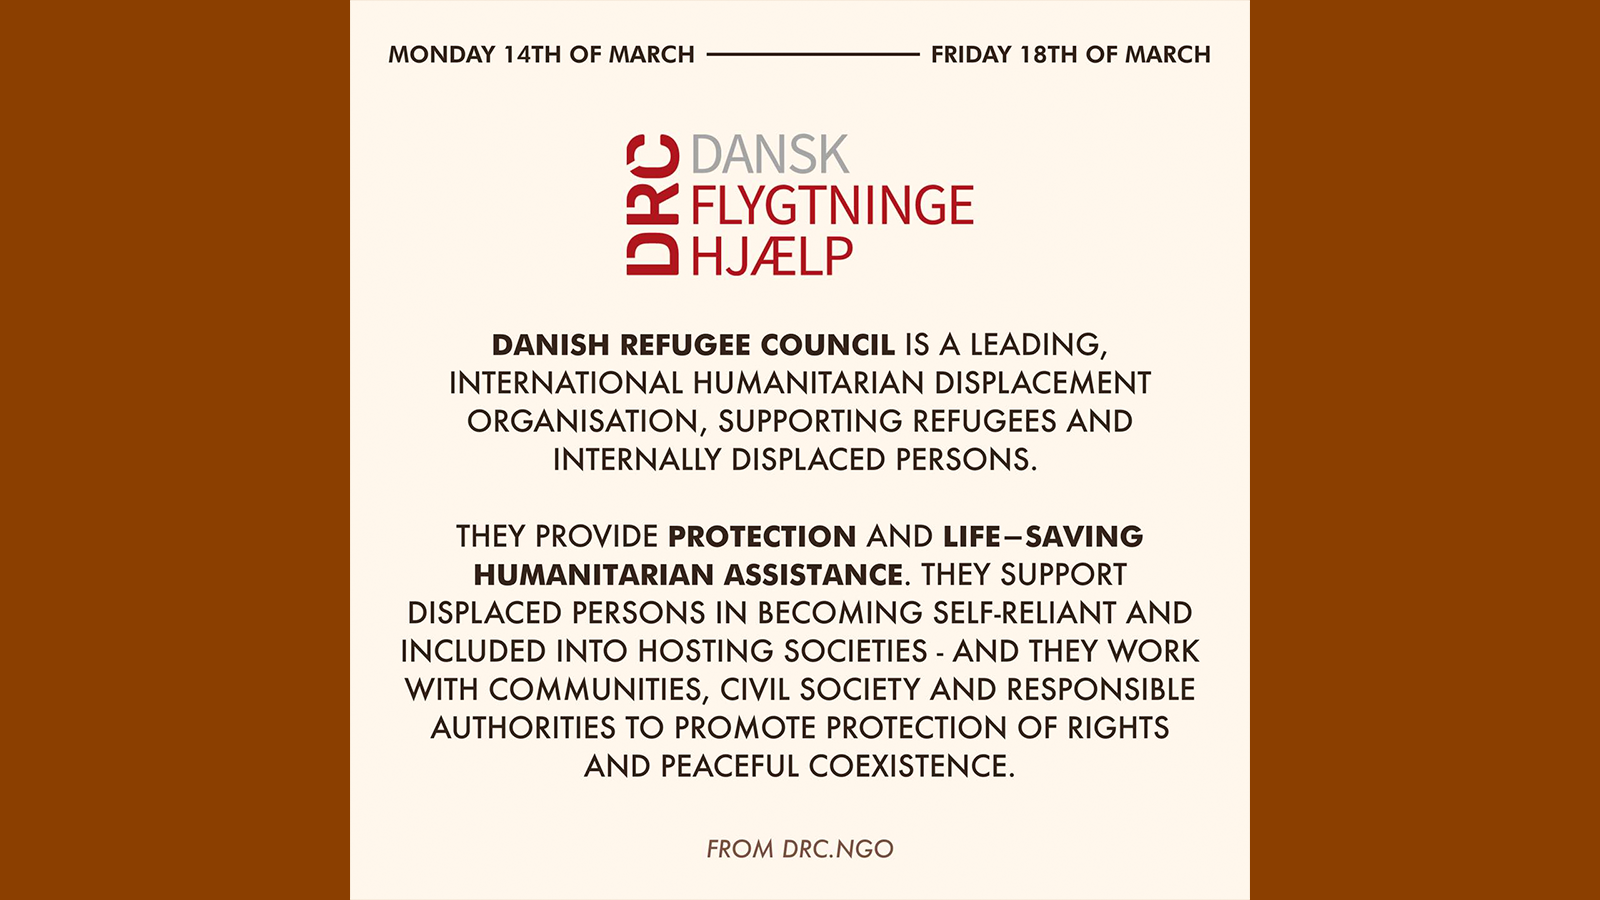 MONDAY 14TH OF MARCH FRIDAY 18TH OF MARCH
DRC
DANSK
FLYGTNINGE
HJÆLP
DANISH REFUGEE COUNCIL IS A LEADING,
INTERNATIONAL HUMANITARIAN DISPLACEMENT
ORGANISATION, SUPPORTING REFUGEES AND
INTERNALLY DISPLACED PERSONS.
THEY PROVIDE PROTECTION AND LIFE–SAVING
HUMANITARIAN ASSISTANCE. THEY SUPPORT
DISPLACED PERSONS IN BECOMING SELF-RELIANT AND
INCLUDED INTO HOSTING SOCIETIES - AND THEY WORK
WITH COMMUNITIES, CIVIL SOCIETY AND RESPONSIBLE
AUTHORITIES TO PROMOTE PROTECTION OF RIGHTS
AND PEACEFUL COEXISTENCE.
FROM DRC.NGO